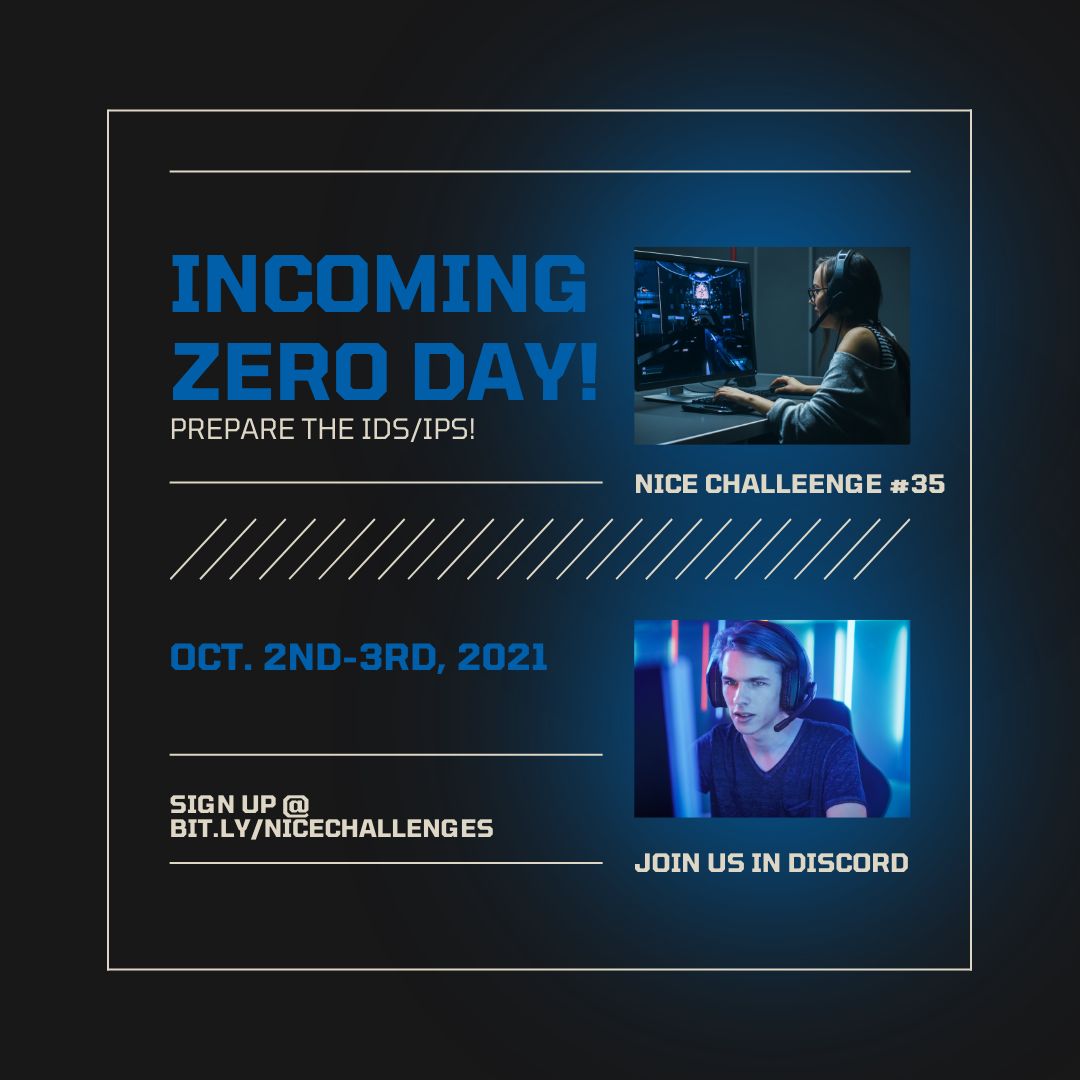 INCOMING
ZERO DAY!
PREPARE THE IDS/IPS!
NICE CHALLEENGE #35
OCT. 2ND-3RD, 2021
SIGN UP @
BIT.LY/NICECHALLENGES
JOIN US IN DISCORD